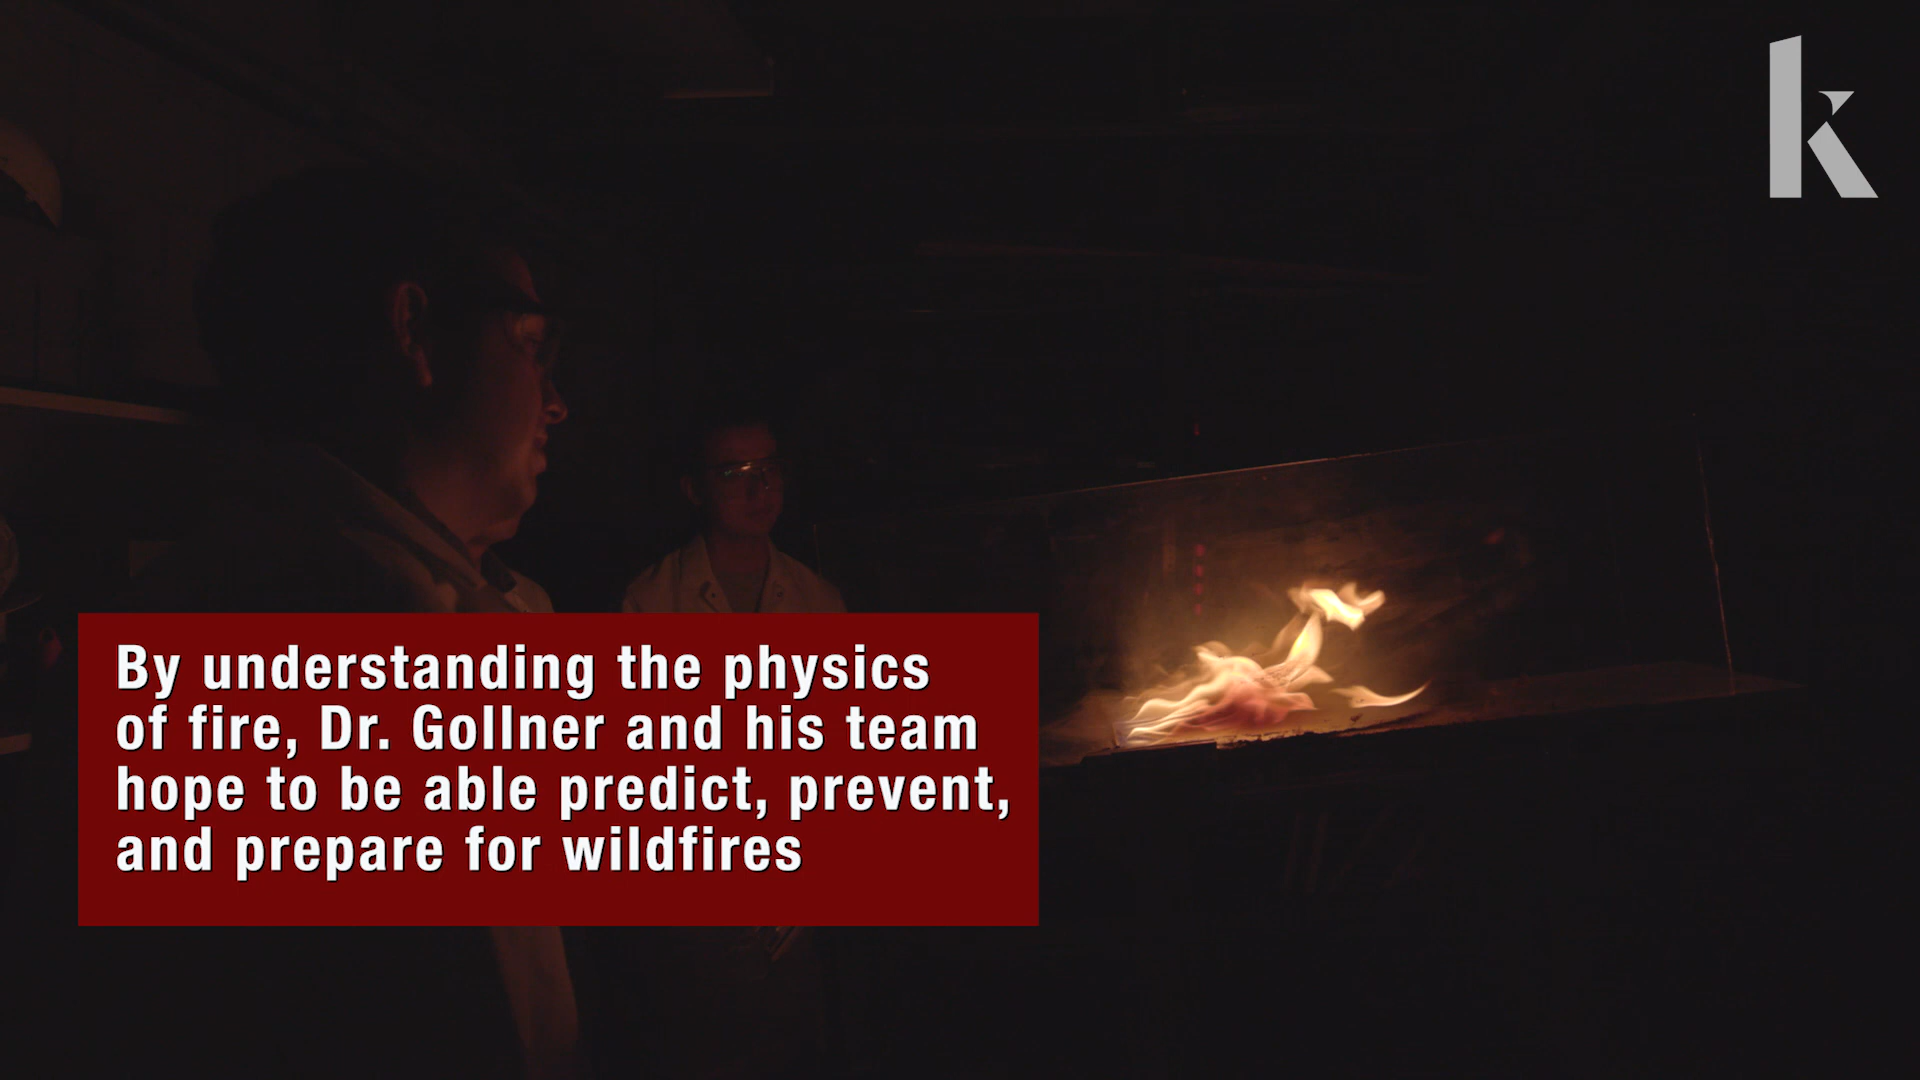 k
By understanding the physics
of fire, Dr. Gollner and his team
hope to be able predict, prevent,
and prepare for wildfires